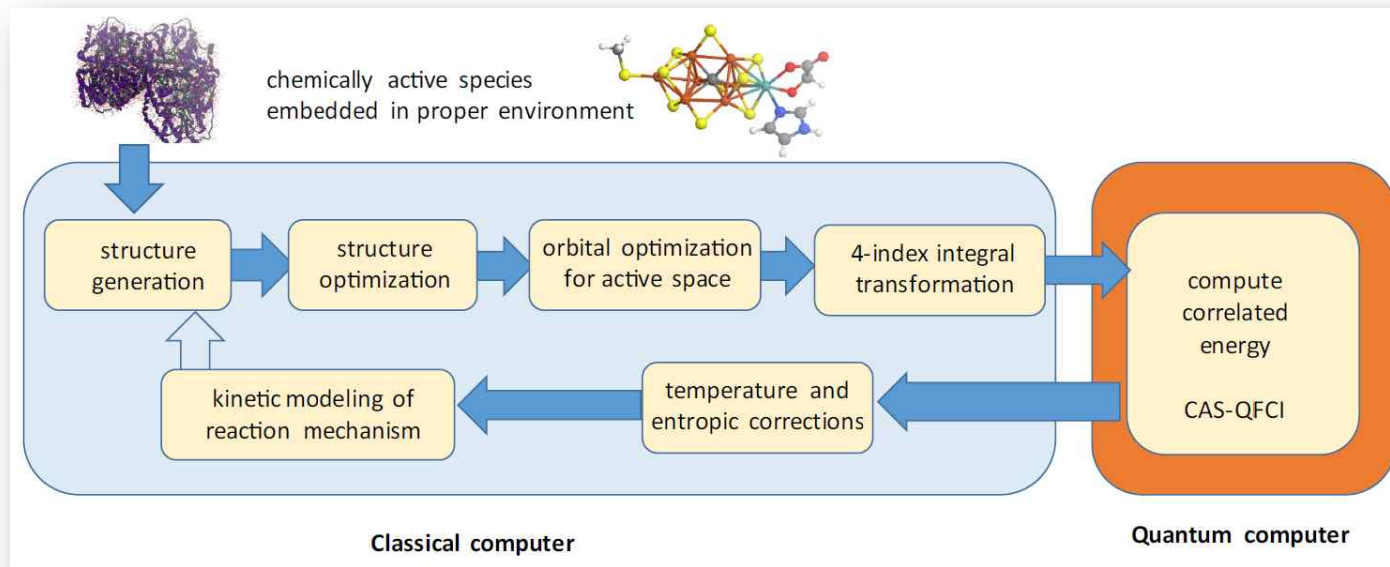 chemically active species
embedded in proper environment
structure
generation
structure
optimization
orbital optimization
for active space
4-index integral
transformation
compute
correlated
energy
CAS-QFCI
kinetic modeling of
reaction mechanism
temperature and
entropic corrections
Classical computer
Quantum computer